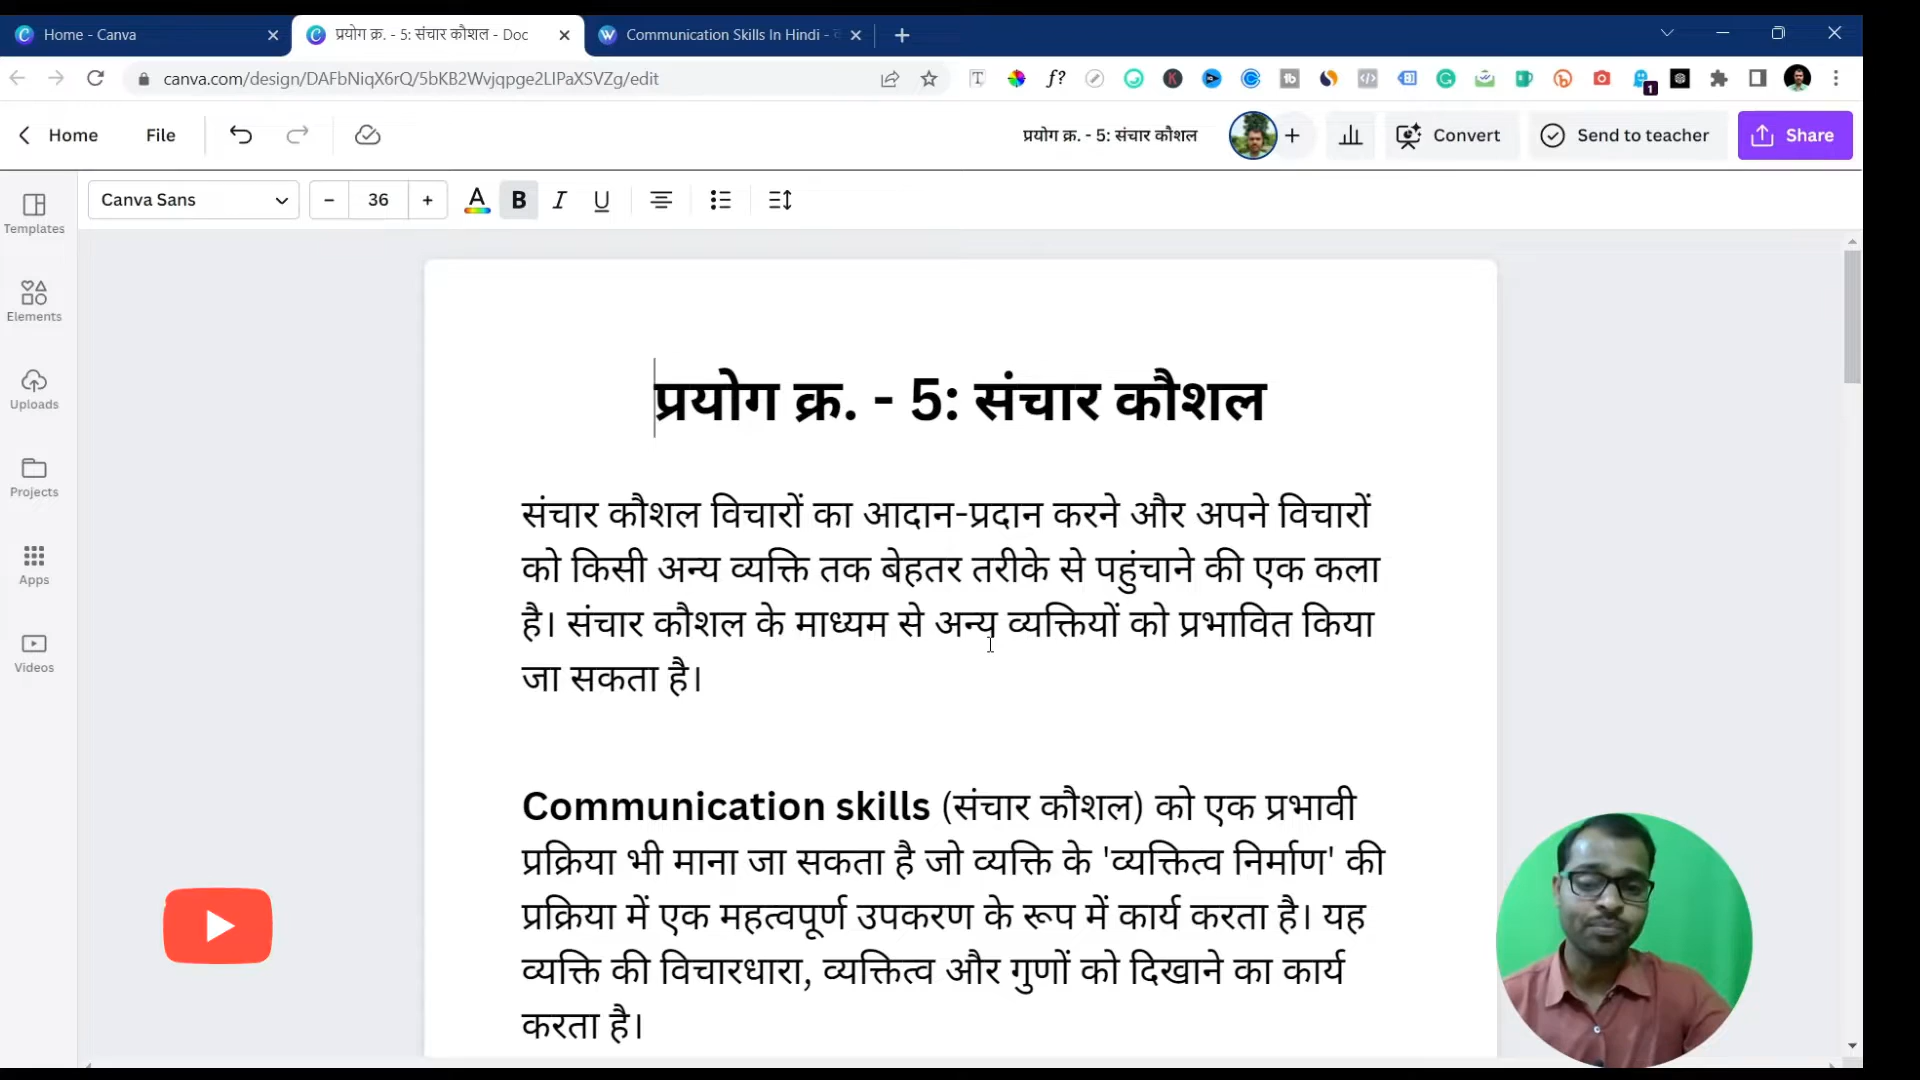 Home - Canva
प्रयोग क्र. - 5: संचार कौशल - Doc
Communication Skills In Hindi -
canva.com/design/DAFbNiqX6rQ/5bKB2Wvjqpge2LIPaXSVZg/edit
Home
File
प्रयोग क्र. - 5: संचार कौशल
Convert
Send to teacher
Share
Canva Sans
36
Templates
Elements
Uploads
Projects
Apps
Videos
प्रयोग क्र. - 5: संचार कौशल
संचार कौशल विचारों का आदान-प्रदान करने और अपने विचारों
को किसी अन्य व्यक्ति तक बेहतर तरीके से पहुंचाने की एक कला
है। संचार कौशल के माध्यम से अन्य व्यक्तियों को प्रभावित किया
जा सकता है।
Communication skills (संचार कौशल) को एक प्रभावी
प्रक्रिया भी माना जा सकता है जो व्यक्ति के 'व्यक्तित्व निर्माण' की
प्रक्रिया में एक महत्वपूर्ण उपकरण के रूप में कार्य करता है। यह
व्यक्ति की विचारधारा, व्यक्तित्व और गुणों को दिखाने का कार्य
करता है।